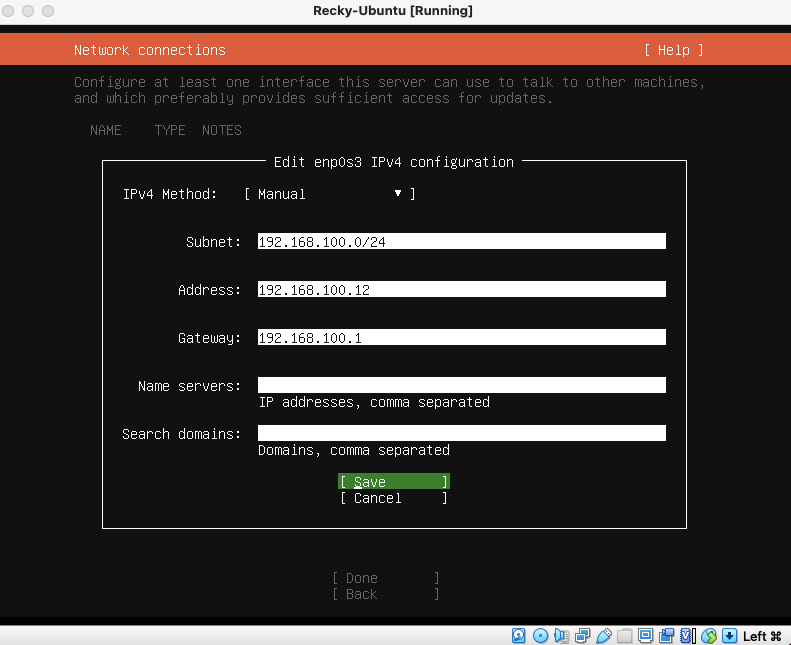 Recky-Ubuntu [Running]
Network connections [ Help ]
Configure at least one interface this server can use to talk to other machines,
and which preferably provides sufficient access for updates.
NAME TYPE NOTES
Edit enp0s3 IPv4 configuration
IPv4 Method: [ Manual ▼ ]
Subnet: 192.168.100.0/24
Address: 192.168.100.12
Gateway: 192.168.100.1
Name servers:
IP addresses, comma separated
Search domains:
Domains, comma separated
[ Save ]
[ Cancel ]
[ Done ]
[ Back ]
Left ⌘